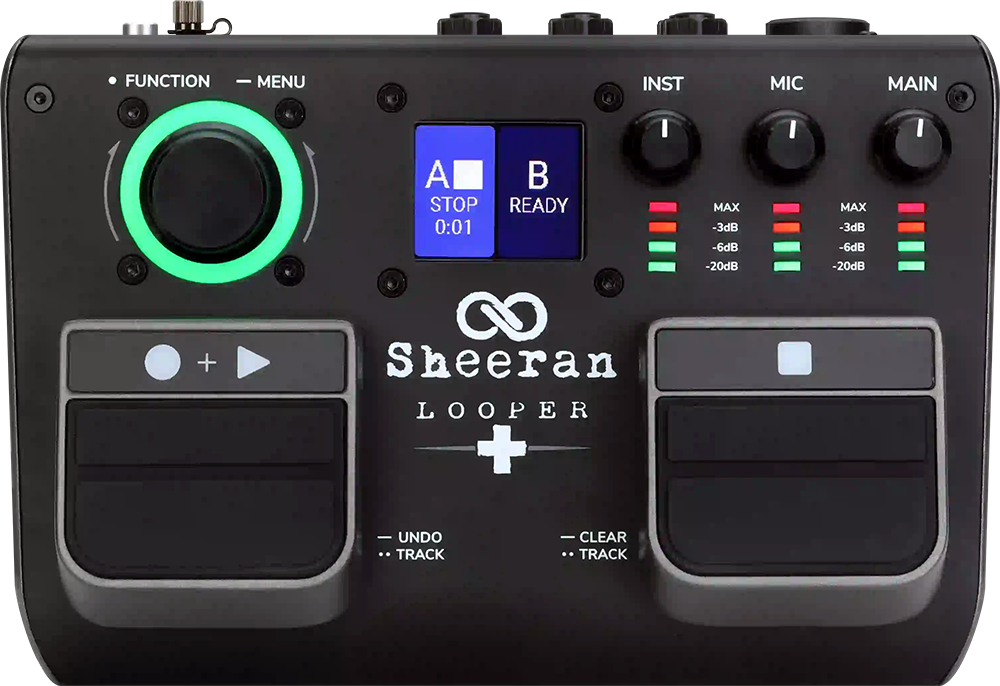 • FUNCTION — MENU
INST MIC MAIN
A B
STOP READY
0:01
MAX MAX
-3dB -3dB
-6dB -6dB
-20dB -20dB
Sheeran
LOOPER
+
— UNDO — CLEAR
•• TRACK •• TRACK